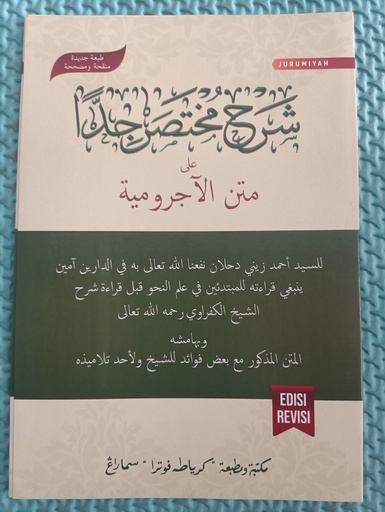 طبعة جديدة
منقحة ومصححة
JURUMIYAH
شرح مختصر جدًّا
على
متن الآجرومية
للسيد أحمد زيني دحلان نفعنا الله تعالى به في الدارين آمين
ينبغي قراءته للمبتدئين في علم النحو قبل قراءة شرح
الشيخ الكفراوي رحمه الله تعالى
وبهامشه
المتن المذكور مع بعض فوائد للشيخ ولأحد تلاميذه
EDISI
REVISI
مكتبة ومطبعة "كرياطه فوترا" سماراغ